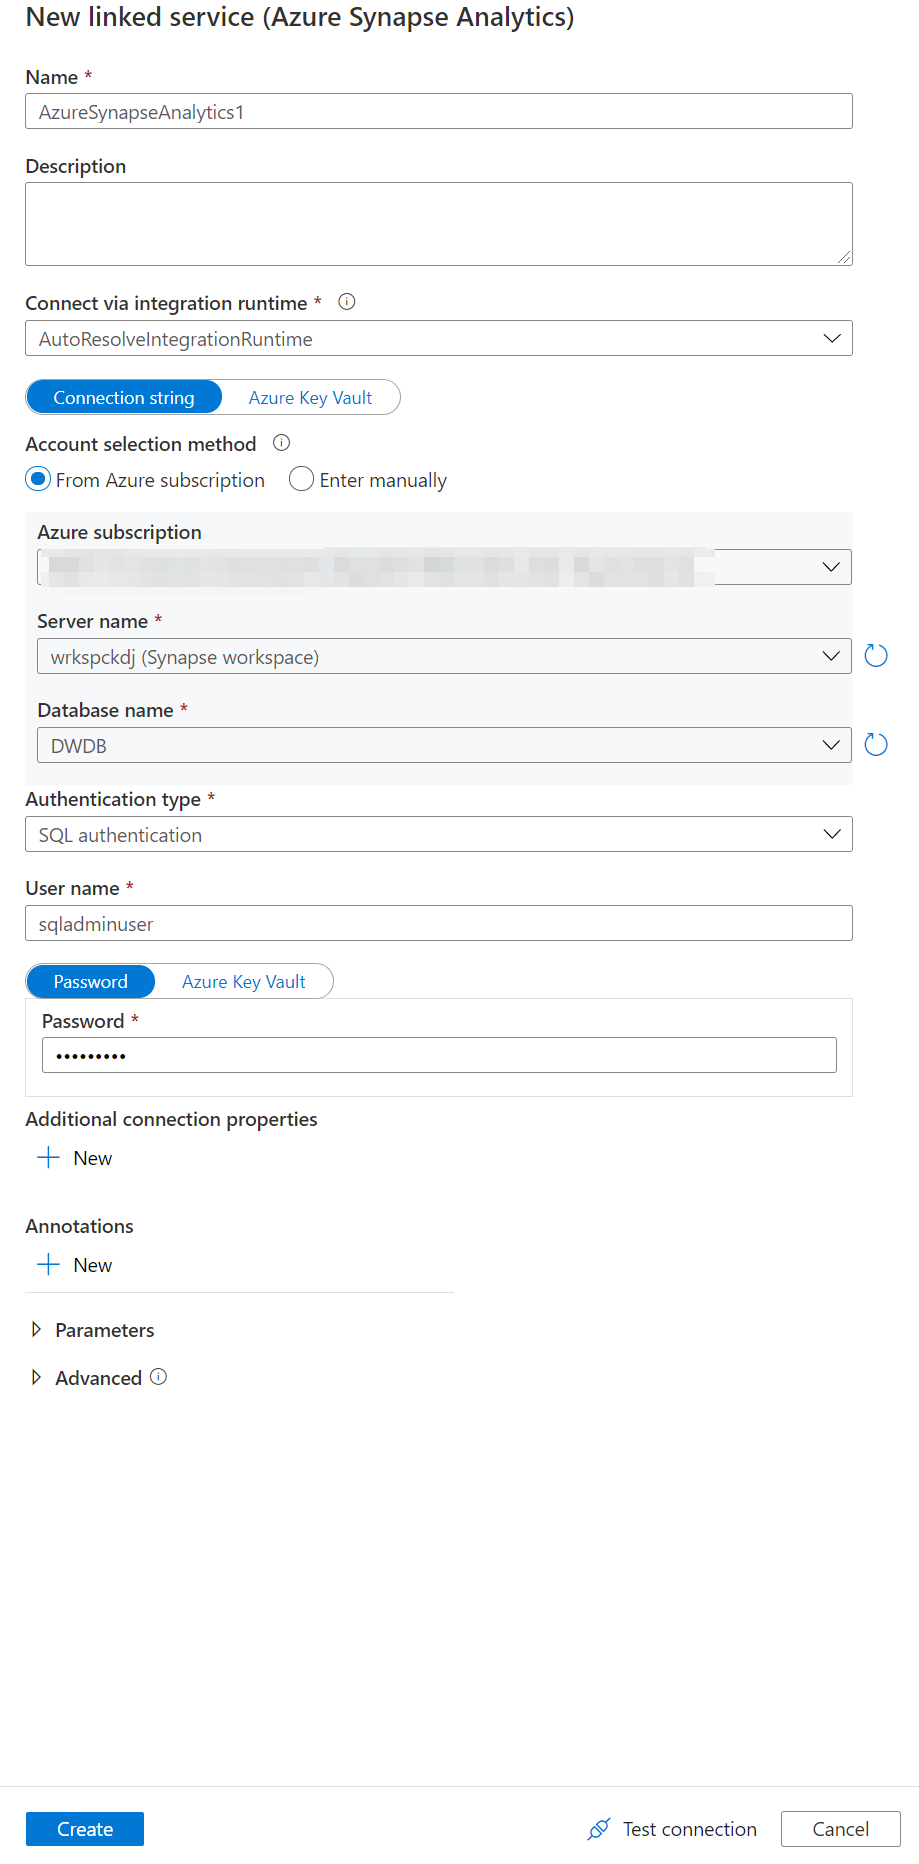 New linked service (Azure Synapse Analytics)
Name *
AzureSynapseAnalytics1
Description
Connect via integration runtime *
AutoResolveIntegrationRuntime
Connection string Azure Key Vault
Account selection method
From Azure subscription Enter manually
Azure subscription
Server name *
wrkspckdj (Synapse workspace)
Database name *
DWDB
Authentication type *
SQL authentication
User name *
sqladminuser
Password Azure Key Vault
Password *
•••••••••
Additional connection properties
New
Annotations
New
Parameters
Advanced
Create Test connection Cancel